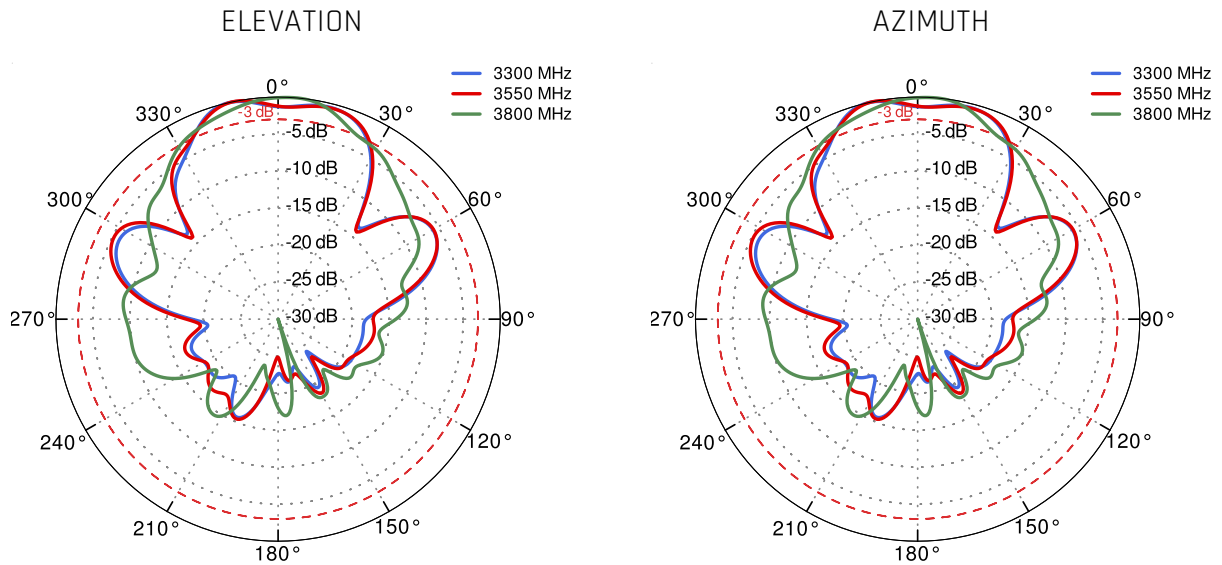 ELEVATION
3300 MHz
3550 MHz
3800 MHz
0°
330°
-3 dB
30°
-5 dB
-10 dB
300°
60°
-15 dB
-20 dB
-25 dB
270°
-30 dB
90°
240°
120°
210°
150°
180°
AZIMUTH
3300 MHz
3550 MHz
3800 MHz
0°
330°
-3 dB
30°
-5 dB
-10 dB
300°
60°
-15 dB
-20 dB
-25 dB
270°
-30 dB
90°
240°
120°
210°
150°
180°